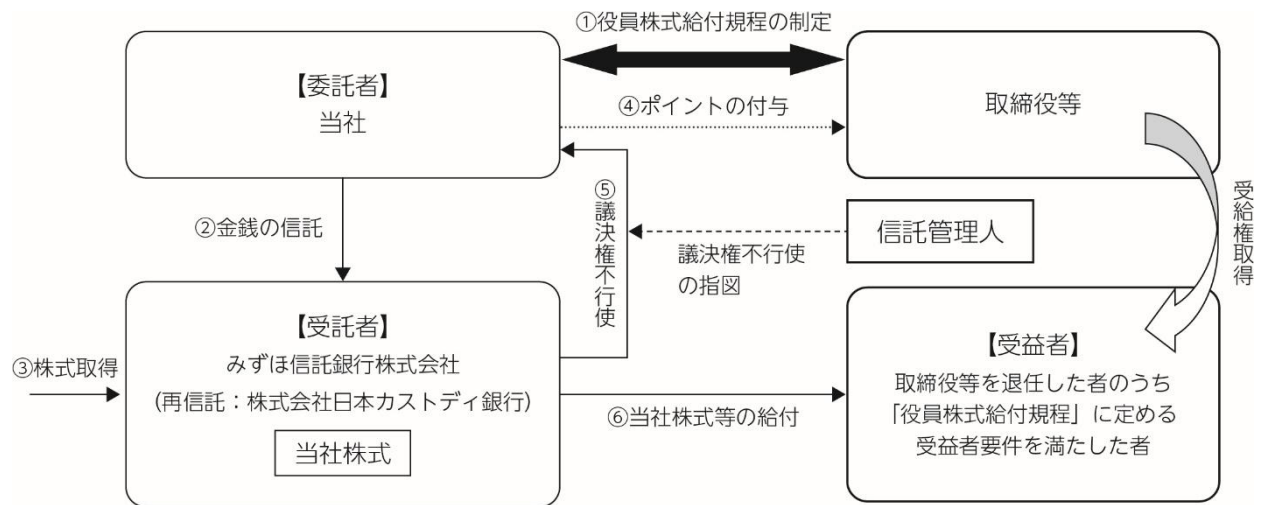 ①役員株式給付規程の制定
【委託者】
当社
④ポイントの付与
取締役等
②金銭の信託
⑤議決権不行使
議決権不行使
の指図
信託管理人
受給権取得
③株式取得
【受託者】
みずほ信託銀行株式会社
(再信託：株式会社日本カストディ銀行)
当社株式
⑥当社株式等の給付
【受益者】
取締役等を退任した者のうち
「役員株式給付規程」に定める
受益者要件を満たした者